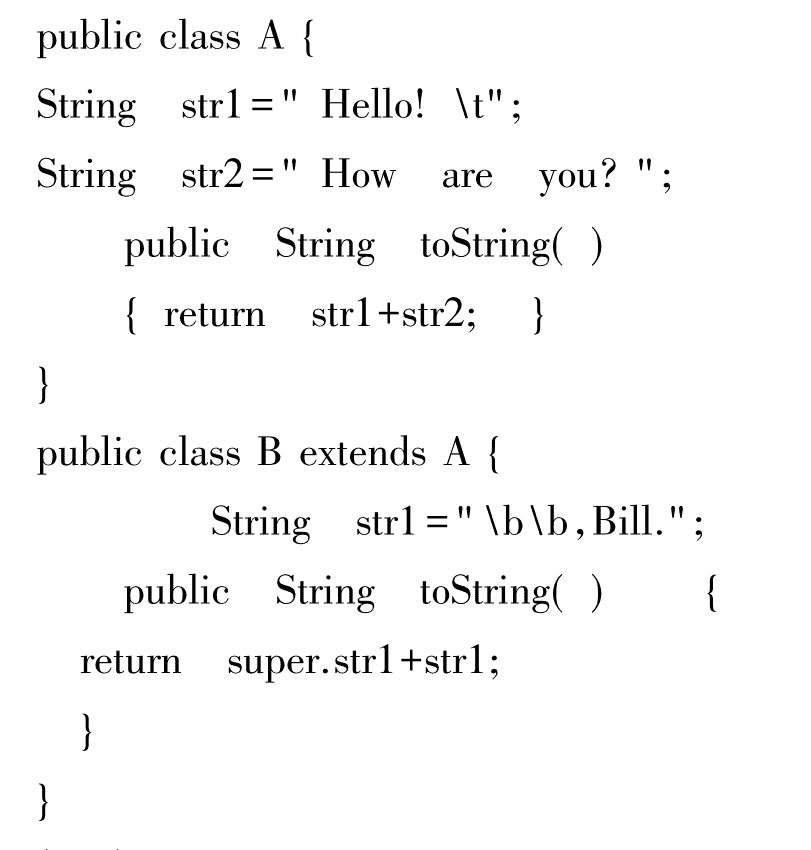 public class A {
String str1=" Hello! \t";
String str2=" How are you? ";
public String toString( )
{ return str1+str2; }
}
public class B extends A {
String str1=" \b\b,Bill.";
public String toString( ) {
return super.str1+str1;
}
}